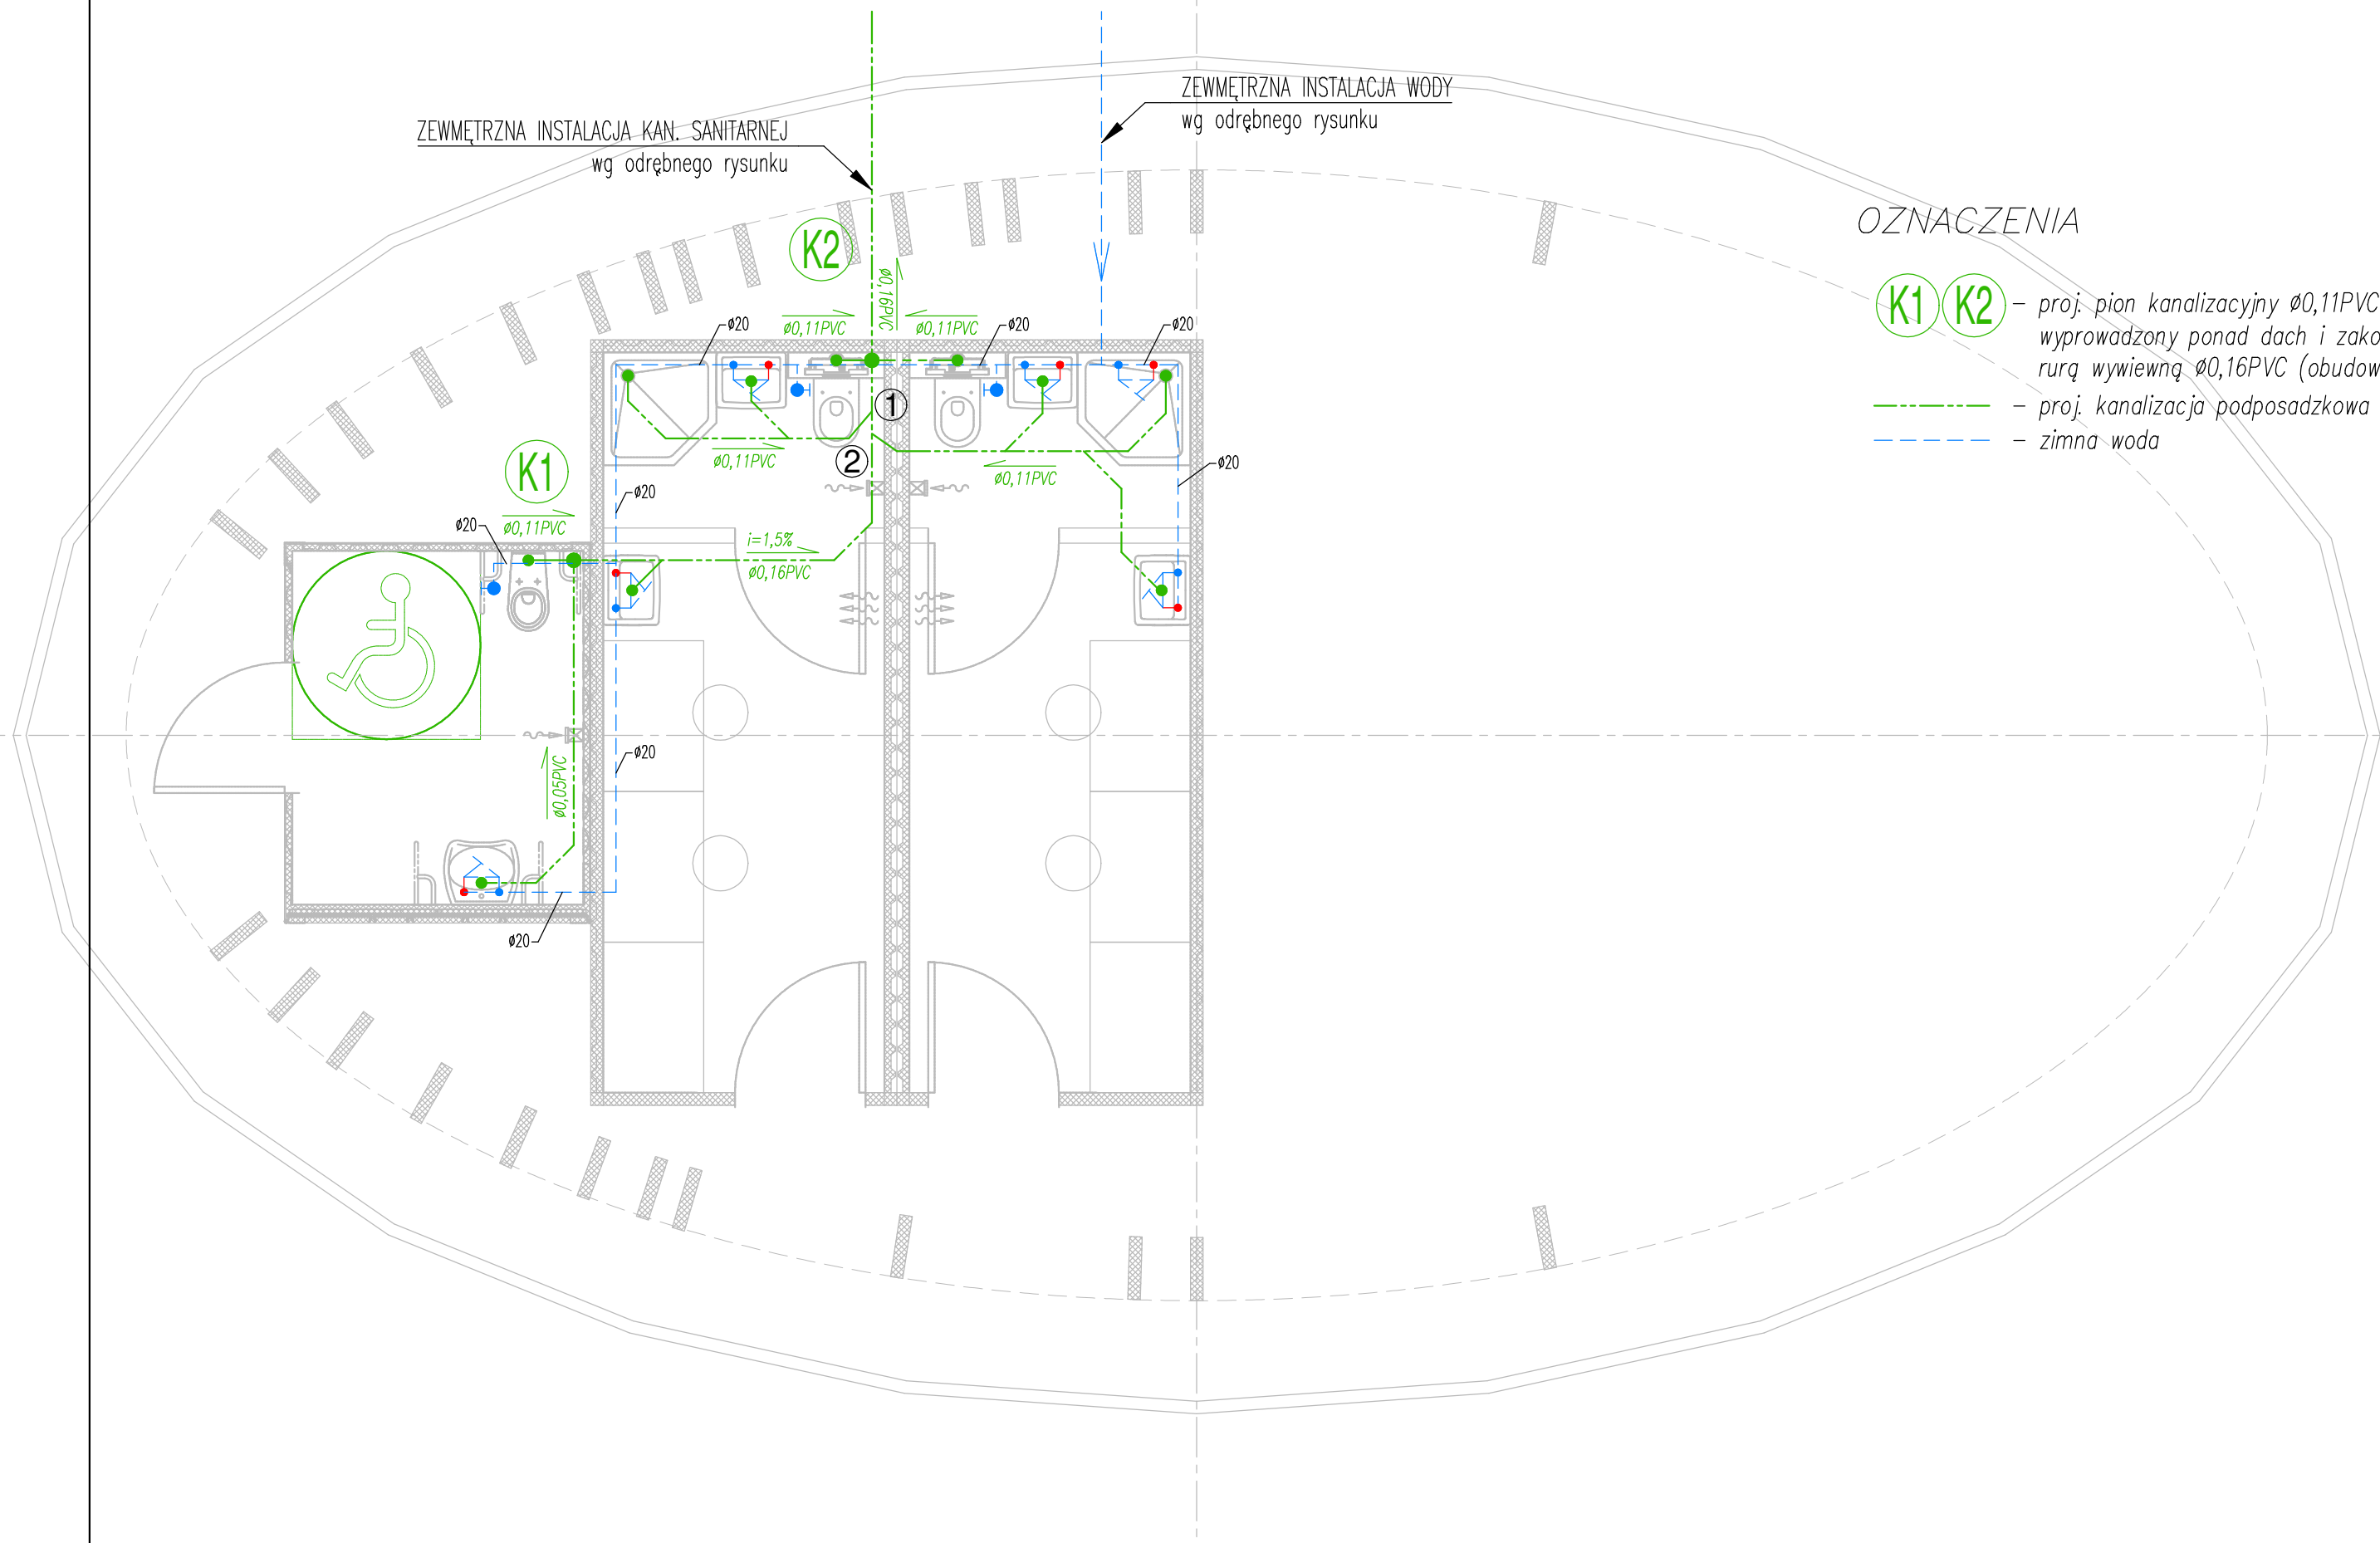 ZEWMĘTRZNA INSTALACJA WODY
wg odrębnego rysunku
ZEWMĘTRZNA INSTALACJA KAN. SANITARNEJ
wg odrębnego rysunku
OZNACZENIA
K1 K2 – proj. pion kanalizacyjny ø0,11PVC
wyprowadzony ponad dach i zako
rurą wywiewną ø0,16PVC (obudow
– proj. kanalizacja podposadzkowa
– zimna woda
K2
ø0,16PVC
ø20
ø0,11PVC
ø0,11PVC
ø20
ø20
1
2
ø0,11PVC
ø0,11PVC
ø20
K1
ø20
ø20
ø0,11PVC
i=1,5%
ø0,16PVC
ø20
ø0,05PVC
ø20